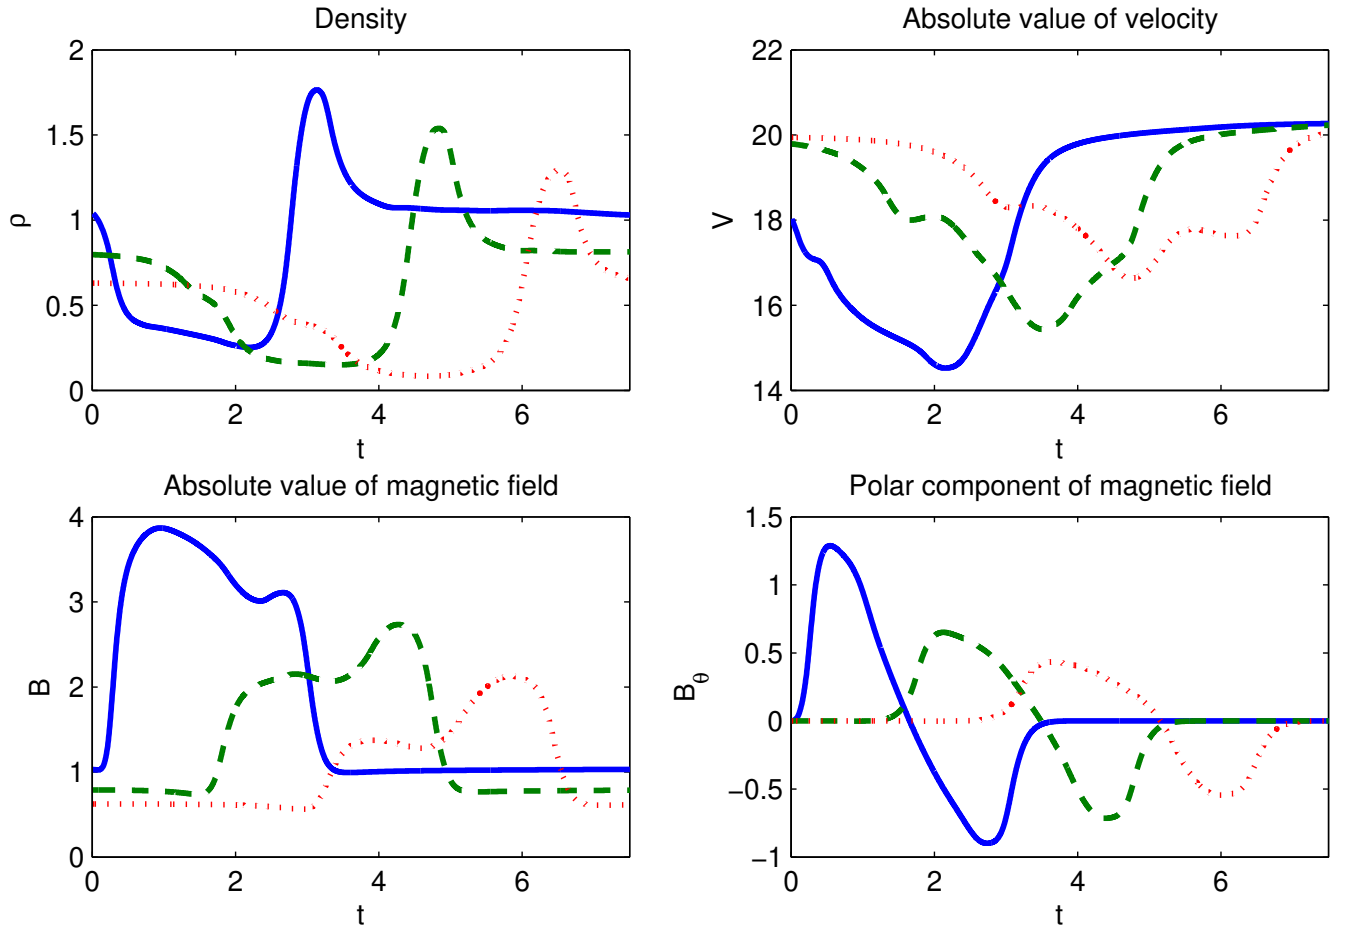 Density
2
1.5
1
0.5
0
ρ
0 2 4 6
t
Absolute value of velocity
22
20
18
16
14
V
0 2 4 6
t
Absolute value of magnetic field
4
3
2
1
0
B
0 2 4 6
t
Polar component of magnetic field
1.5
1
0.5
0
−0.5
−1
Bθ
0 2 4 6
t